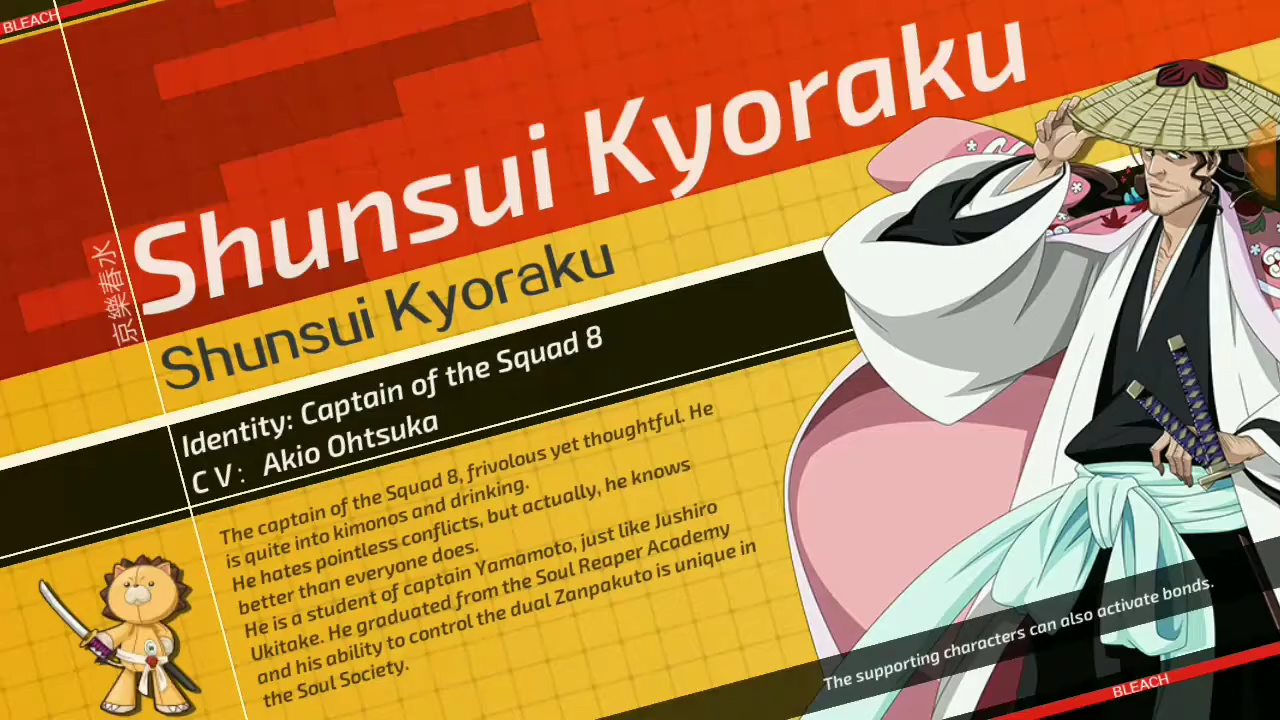 BLEACH
Shunsui Kyoraku
京樂春水
Shunsui Kyoraku
Identity: Captain of the Squad 8
CV: Akio Ohtsuka
The captain of the Squad 8, frivolous yet thoughtful. He
is quite into kimonos and drinking.
He hates pointless conflicts, but actually, he knows
better than everyone does.
He is a student of captain Yamamoto, just like Jushiro
Ukitake. He graduated from the Soul Reaper Academy
and his ability to control the dual Zanpakuto is unique in
the Soul Society.
The supporting characters can also activate bonds.
BLEACH